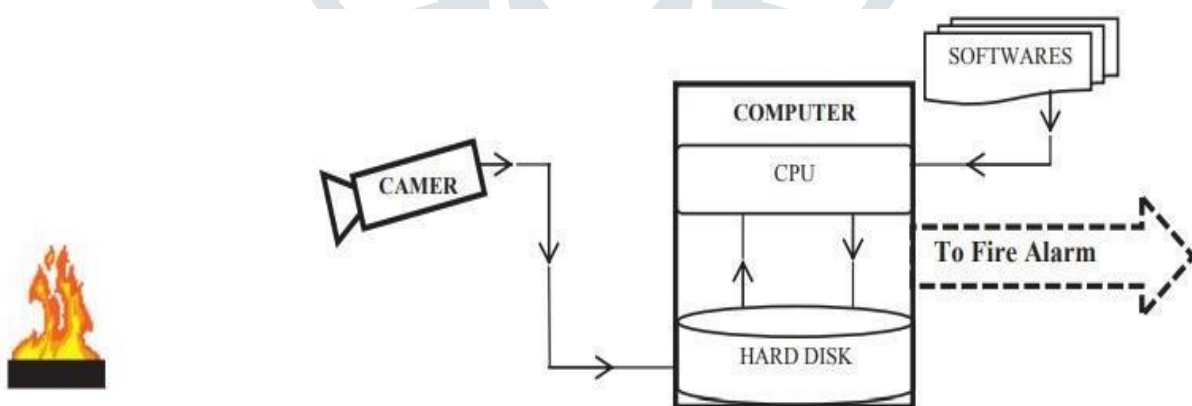 SOFTWARES
COMPUTER
CPU
CAMER
To Fire Alarm
HARD DISK